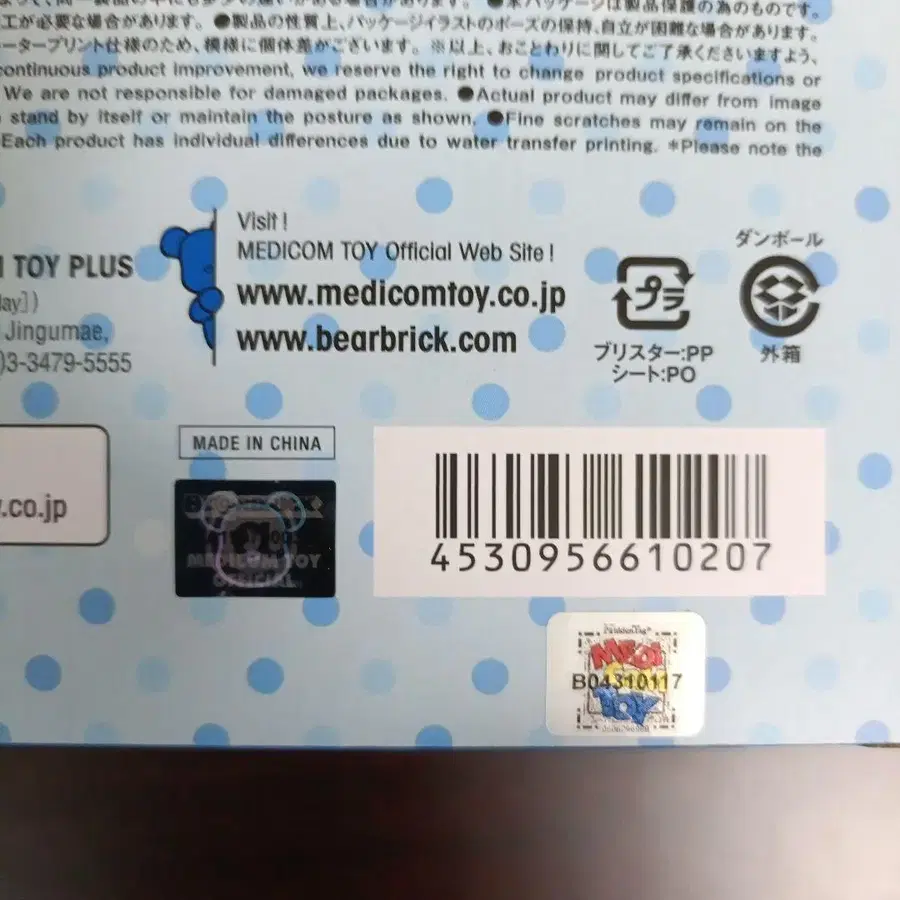 工が必要な場合があります。 ●製品の性質上、パッケージイラストのポーズの保持、自立が困難な場合があります。
ータープリント仕様のため、模様に個体差がございます。 ※以上、おことわりに関してご了承くださいますよう、
continuous product improvement, we reserve the right to change product specifications or
We are not responsible for damaged packages. ●Actual product may differ from image
stand by itself or maintain the posture as shown. ●Fine scratches may remain on the
Each product has individual differences due to water transfer printing. *Please note the
TOY PLUS
Jingumae,
)3-3479-5555
Visit !
MEDICOM TOY Official Web Site !
www.medicomtoy.co.jp
www.bearbrick.com
プラ
ブリスター:PP
シート:PO
ダンボール
外箱
.co.jp
MADE IN CHINA
MEDICOM TOY
OFFICIAL
4530956610207
MEDI
B04310117
TOY